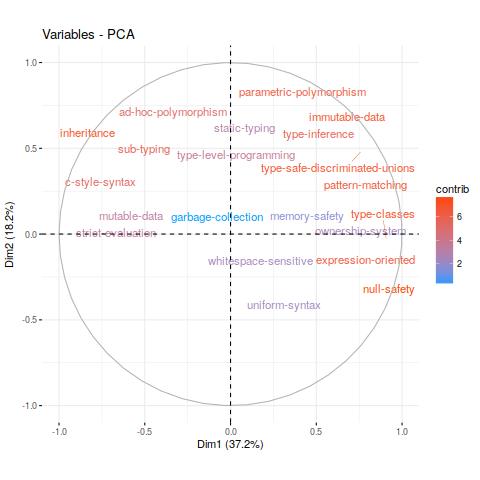 Variables - PCA
1.0
parametric-polymorphism
ad-hoc-polymorphism
immutable-data
static-typing
inheritance
type-inference
0.5
sub-typing
type-level-programming
type-safe-discriminated-unions
c-style-syntax
pattern-matching
contrib
mutable-data
garbage-collection
memory-safety
type-classes
6
strict-evaluation
ownership-system
0.0
4
whitespace-sensitive
expression-oriented
2
null-safety
uniform-syntax
-0.5
-1.0
Dim2 (18.2%)
-1.0 -0.5 0.0 0.5 1.0
Dim1 (37.2%)